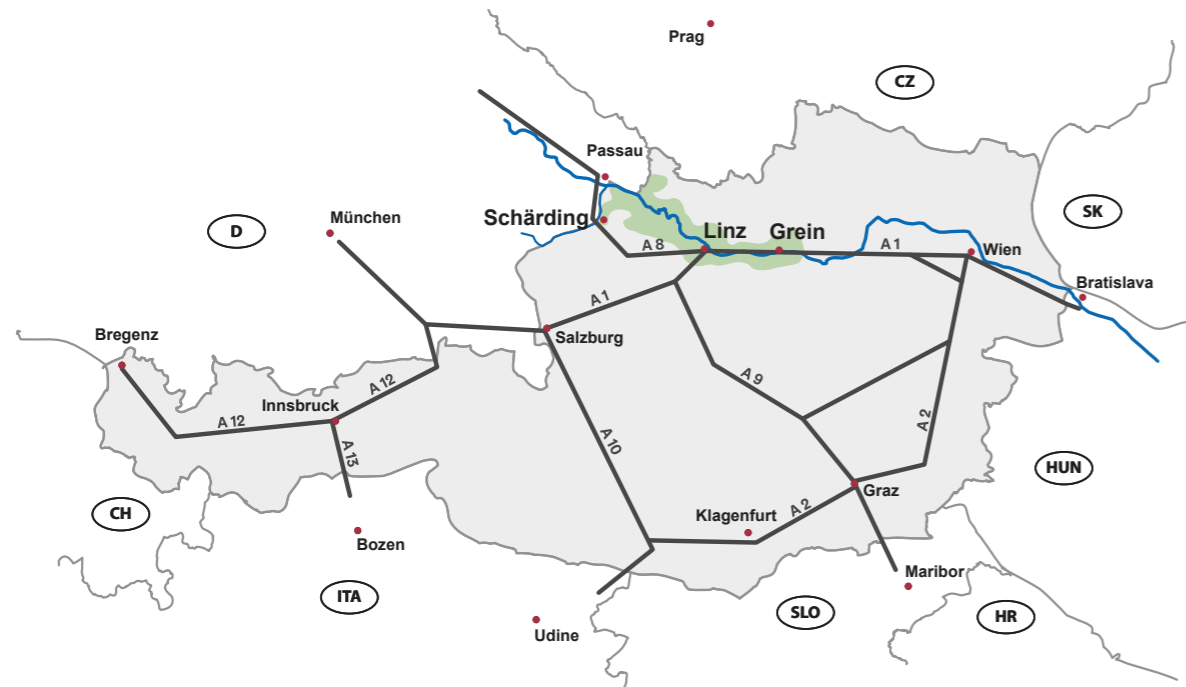 Prag
CZ
Passau
SK
München
D
Schärding
Linz
Grein
A 8
A 1
Wien
Bratislava
A 1
Salzburg
Bregenz
A 12
A 9
Innsbruck
A 12
A 2
A 13
A 10
HUN
Graz
CH
Klagenfurt
A 2
Bozen
Maribor
ITA
SLO
HR
Udine